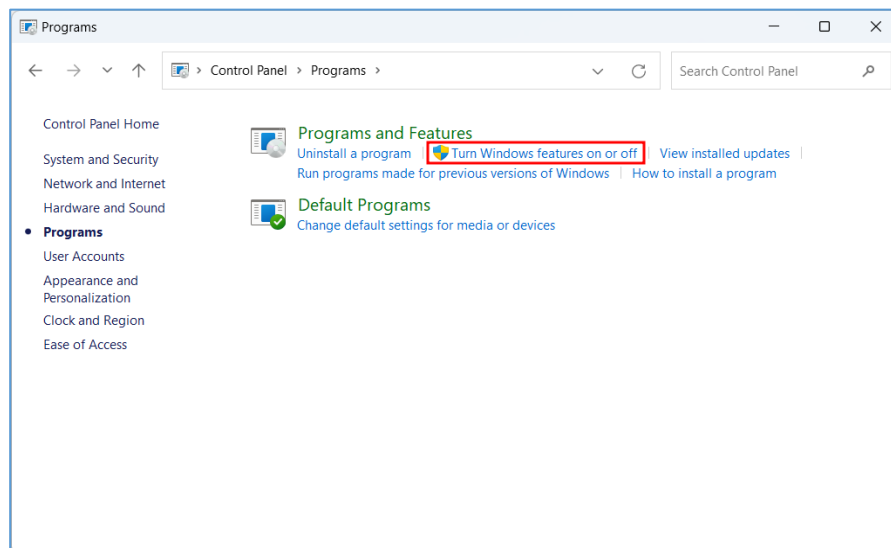 Programs
Control Panel > Programs >
Search Control Panel
Control Panel Home
System and Security
Network and Internet
Hardware and Sound
Programs
User Accounts
Appearance and
Personalization
Clock and Region
Ease of Access
Programs and Features
Uninstall a program
Turn Windows features on or off
View installed updates
Run programs made for previous versions of Windows
How to install a program
Default Programs
Change default settings for media or devices